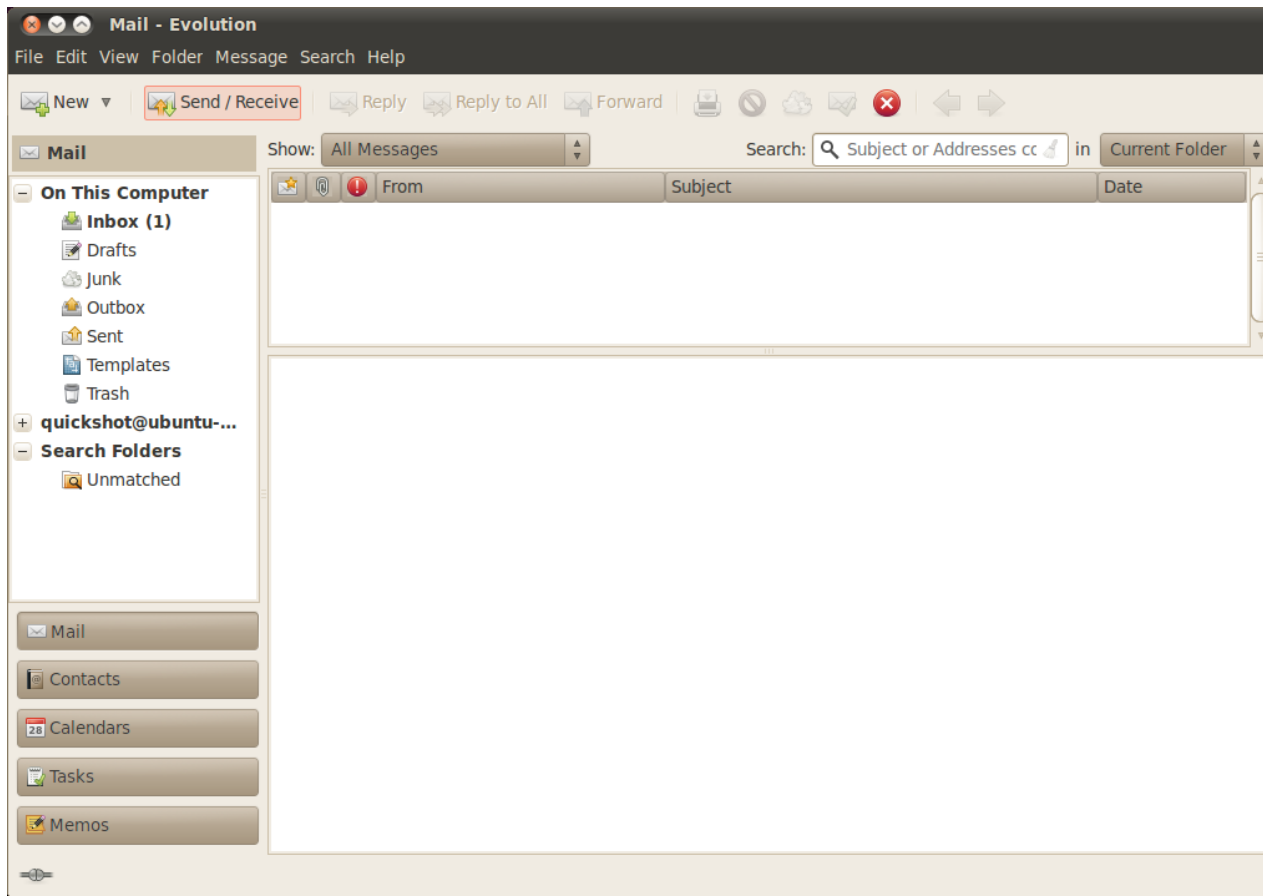 Mail - Evolution
File Edit View Folder Message Search Help
New Send / Receive Reply Reply to All Forward
Mail
Show: All Messages Search: Subject or Addresses cc in Current Folder
From Subject Date
On This Computer
Inbox (1)
Drafts
Junk
Outbox
Sent
Templates
Trash
quickshot@ubuntu-...
Search Folders
Unmatched
Mail
Contacts
28 Calendars
Tasks
Memos